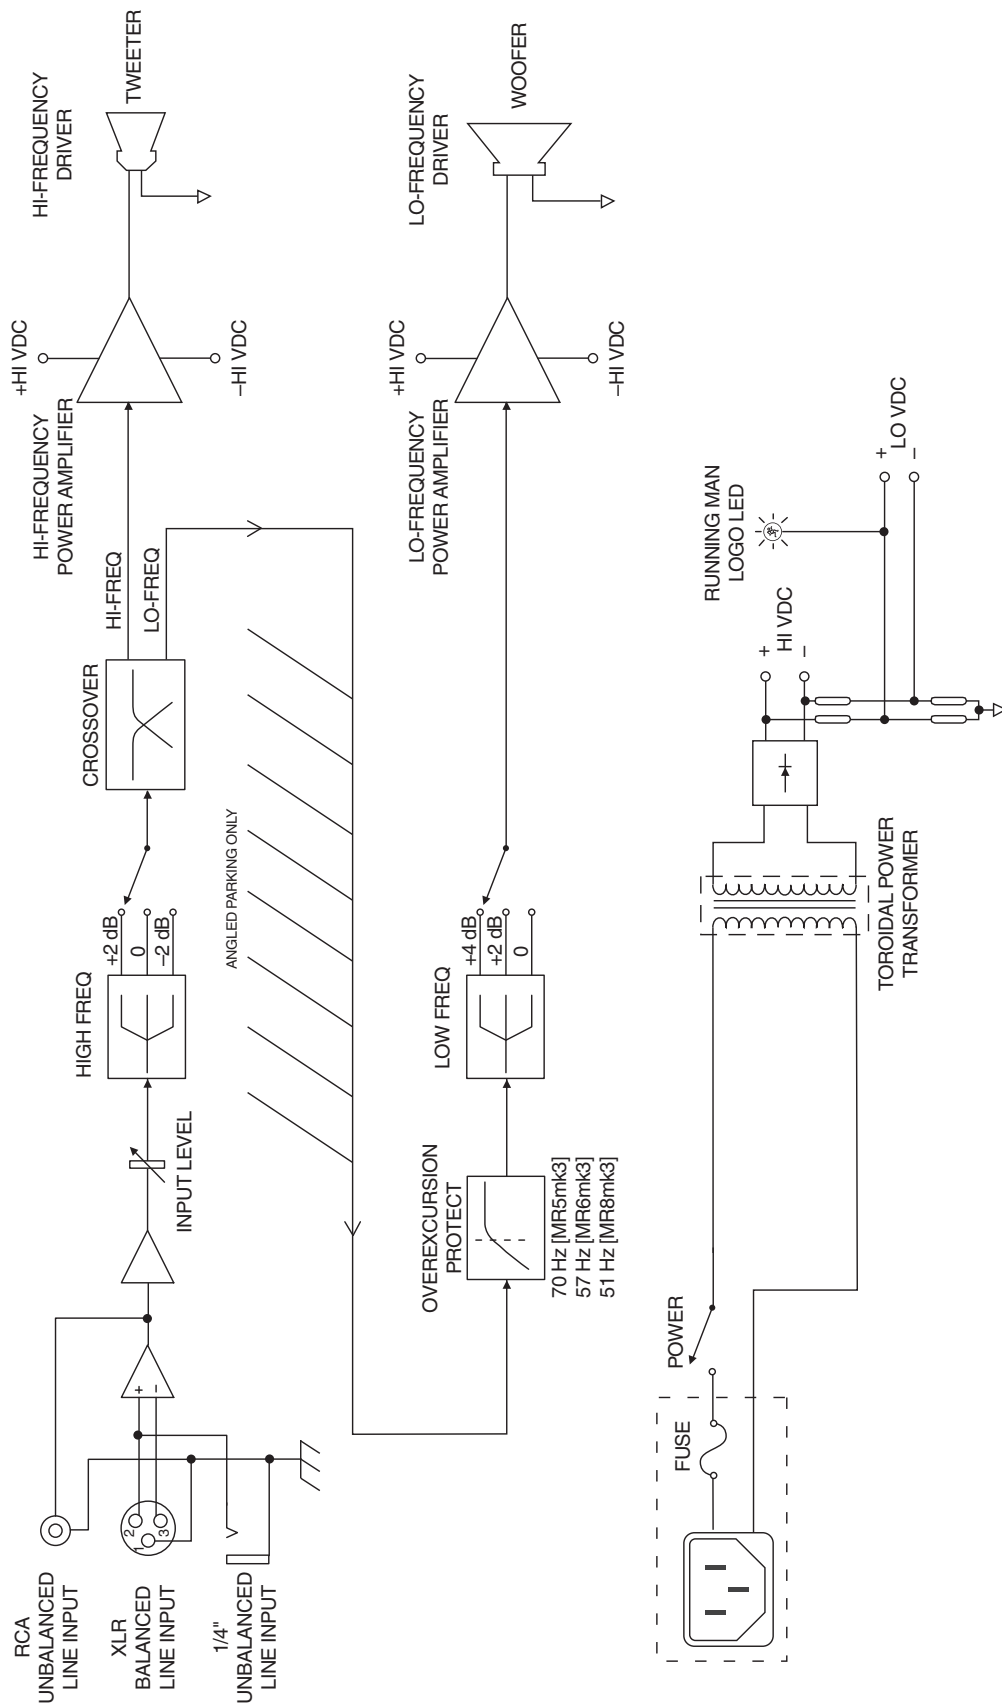 RCA
UNBALANCED
LINE INPUT
XLR
BALANCED
LINE INPUT
1/4"
UNBALANCED
LINE INPUT
2
1
3
+
–
INPUT LEVEL
HIGH FREQ
+2 dB
0
–2 dB
CROSSOVER
HI-FREQ
LO-FREQ
HI-FREQUENCY
POWER AMPLIFIER
+HI VDC
–HI VDC
HI-FREQUENCY
DRIVER
TWEETER
ANGLED PARKING ONLY
OVEREXCURSION
PROTECT
70 Hz [MR5mk3]
57 Hz [MR6mk3]
51 Hz [MR8mk3]
LOW FREQ
+4 dB
+2 dB
0
LO-FREQUENCY
POWER AMPLIFIER
+HI VDC
–HI VDC
LO-FREQUENCY
DRIVER
WOOFER
FUSE
POWER
TOROIDAL POWER
TRANSFORMER
+
HI VDC
–
RUNNING MAN
LOGO LED
+
LO VDC
–